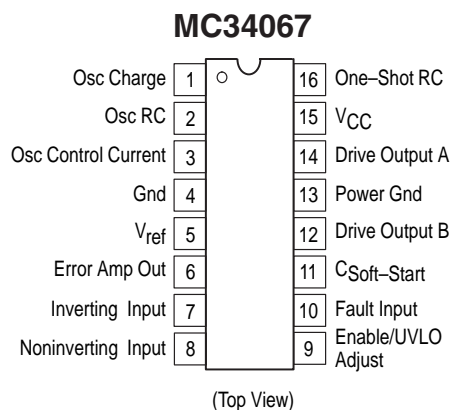 MC34067
Osc Charge 1 16 One–Shot RC
Osc RC 2 15 VCC
Osc Control Current 3 14 Drive Output A
Gnd 4 13 Power Gnd
Vref 5 12 Drive Output B
Error Amp Out 6 11 CSoft–Start
Inverting Input 7 10 Fault Input
Noninverting Input 8 9 Enable/UVLO
Adjust
(Top View)